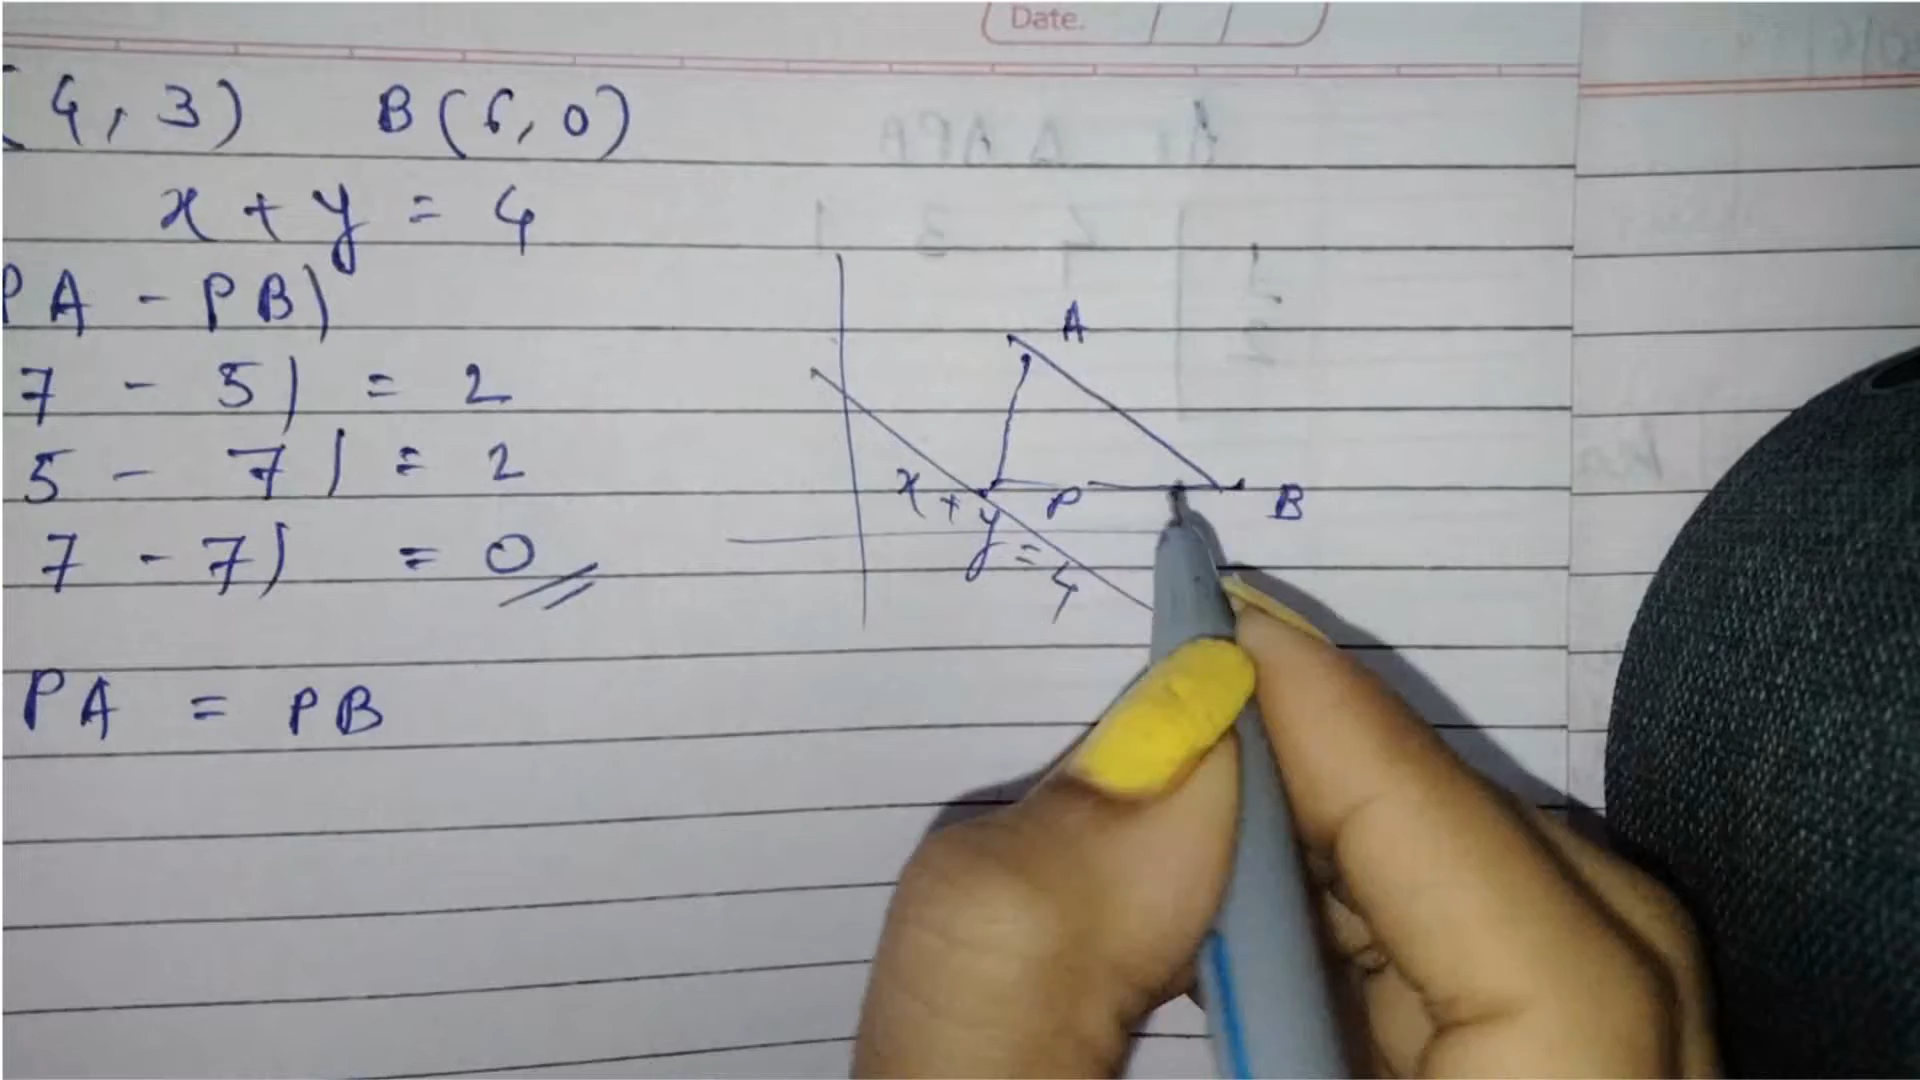 Date.
(4, 3) B(6, 0)
x + y = 4
PA - PB|
7 - 5| = 2
5 - 7| = 2
7 - 7| = 0
PA = PB
A
P
B
x + y = 4